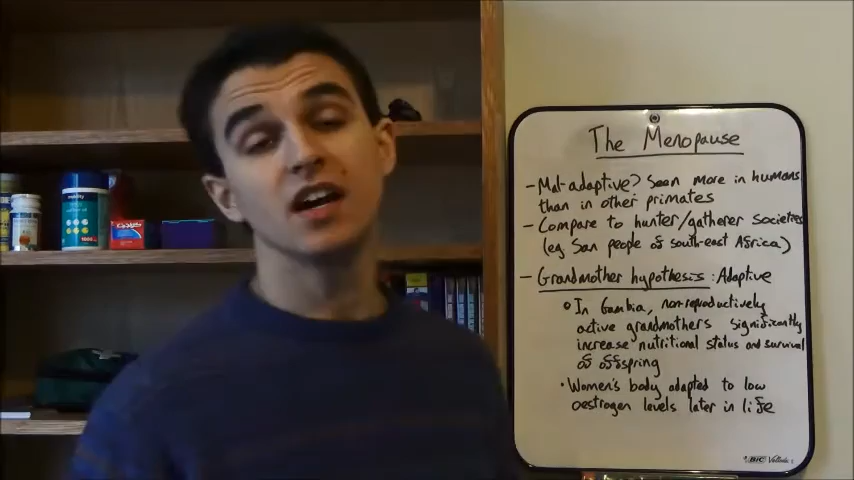 The Menopause
- Mal-adaptive? Seen more in humans
than in other primates
- Compare to hunter/gatherer societies
(eg San people of south-east Africa)
- Grandmother hypothesis: Adaptive
• In Gambia, non-reproductively
active grandmothers significantly
increase nutritional status and survival
of offspring
• Women's body adapted to low
oestrogen levels later in life
BIC Velleda